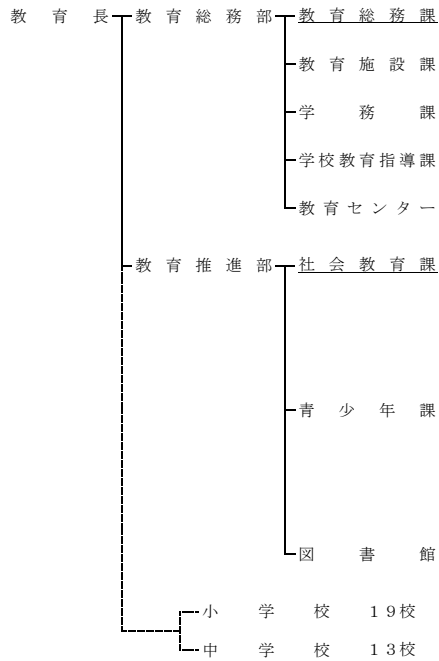 教育長 教育総務部 教育総務課
教育施設課
学務課
学校教育指導課
教育センター
教育推進部 社会教育課
青少年課
図書館
小学校 19校
中学校 13校